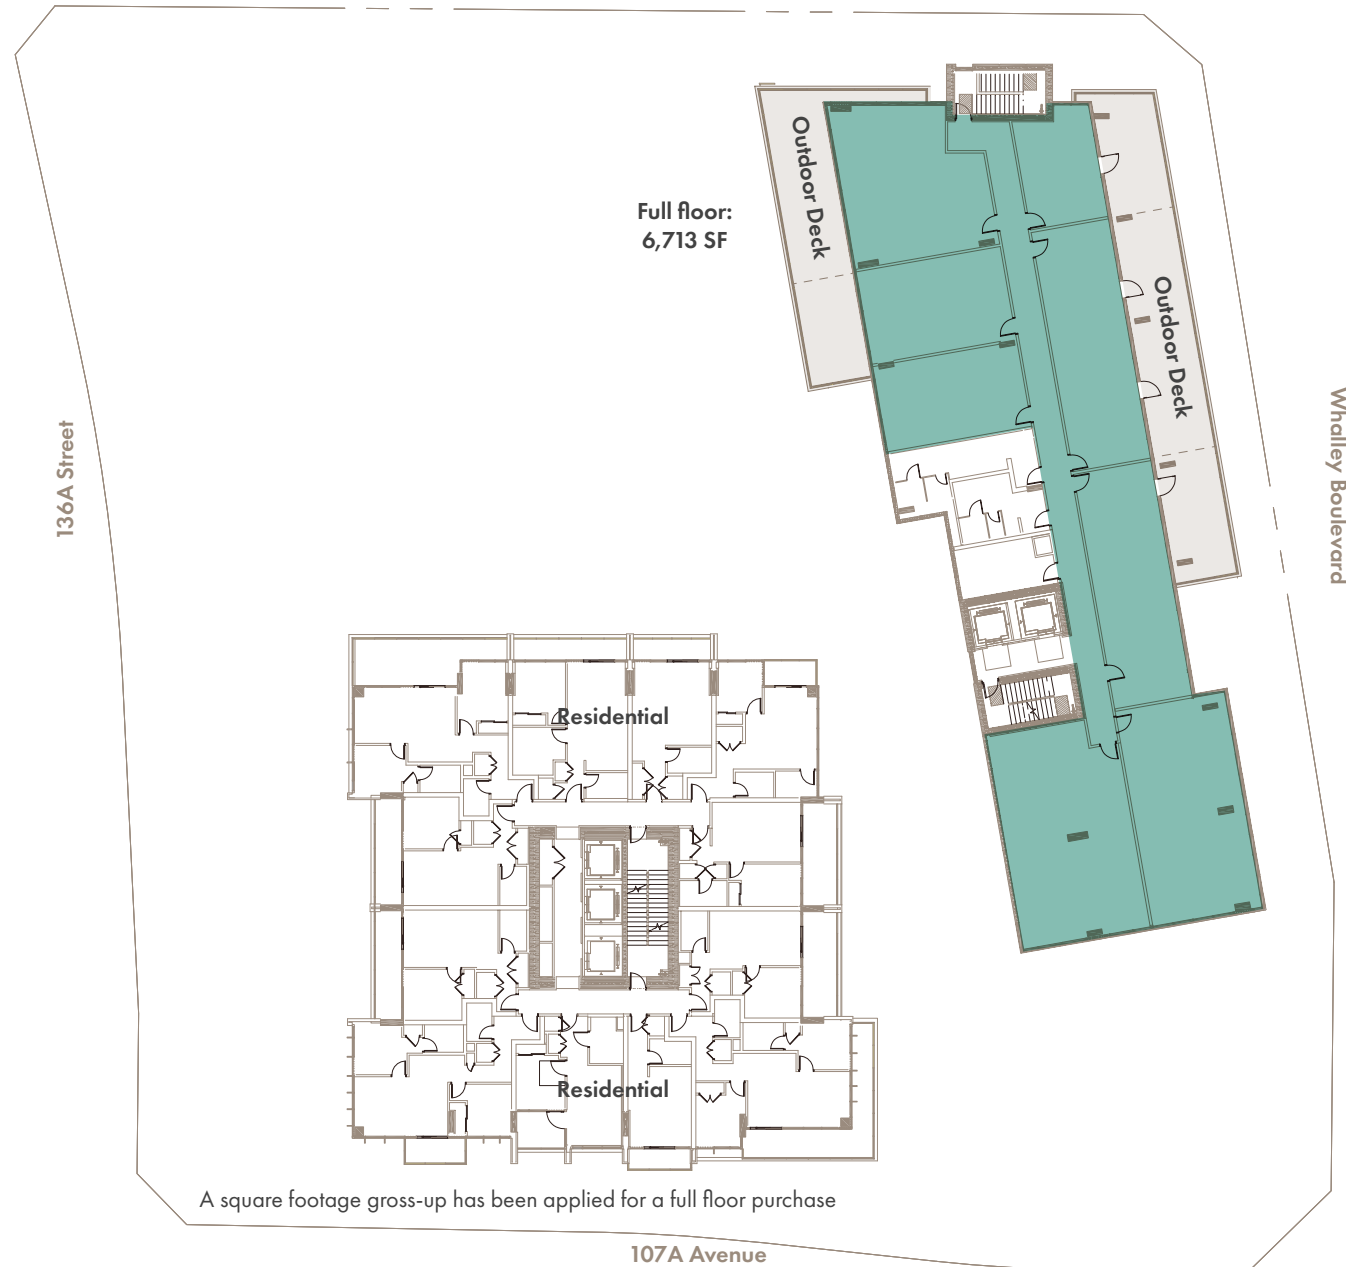 Outdoor Deck
Full floor:
6,713 SF
Outdoor Deck
136A Street
Whalley Boulevard
Residential
Residential
A square footage gross-up has been applied for a full floor purchase
107A Avenue